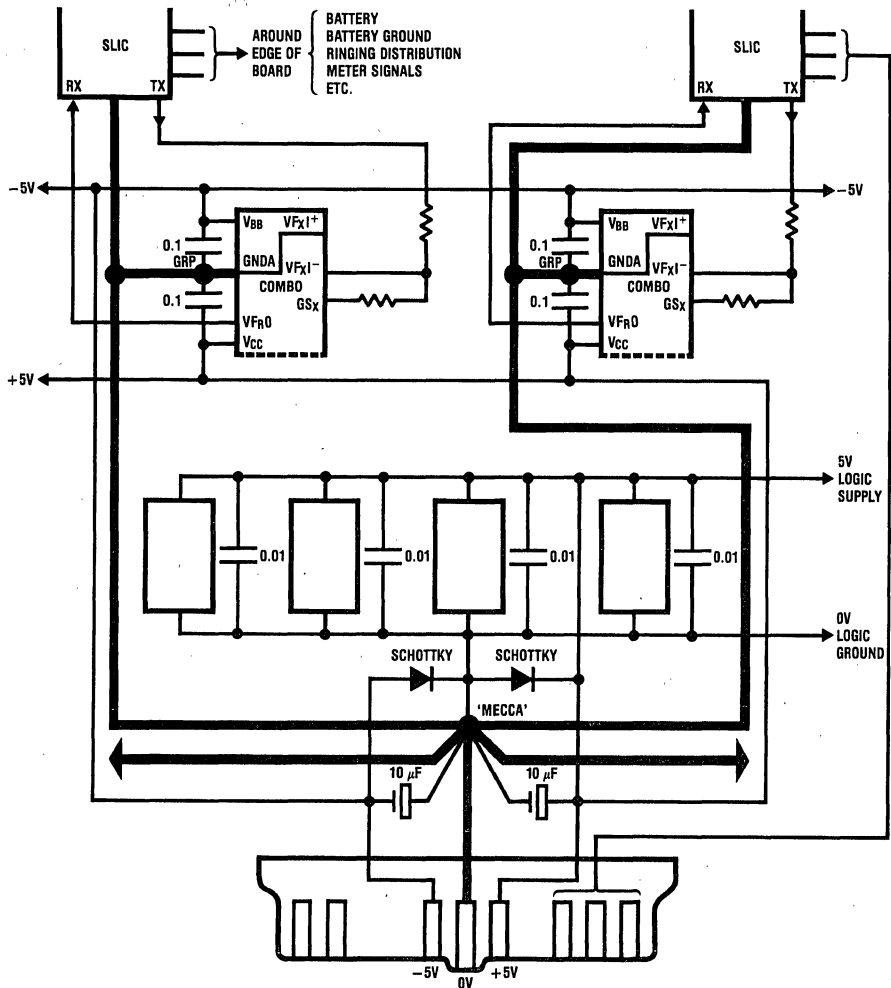 SLIC
RX
TX
AROUND
EDGE OF
BOARD
BATTERY
BATTERY GROUND
RINGING DISTRIBUTION
METER SIGNALS
ETC.
SLIC
RX
TX
-5V
-5V
0.1
GRP
0.1
VBB
VFXI+
GNDA
VFXI-
COMBO
GSX
VFRO
VCC
0.1
GRP
0.1
VBB
VFXI+
GNDA
VFXI-
COMBO
GSX
VFRO
VCC
+5V
5V
LOGIC
SUPPLY
0.01
0.01
0.01
0.01
0V
LOGIC
GROUND
SCHOTTKY
SCHOTTKY
'MECCA'
10 µF
10 µF
-5V
0V
+5V